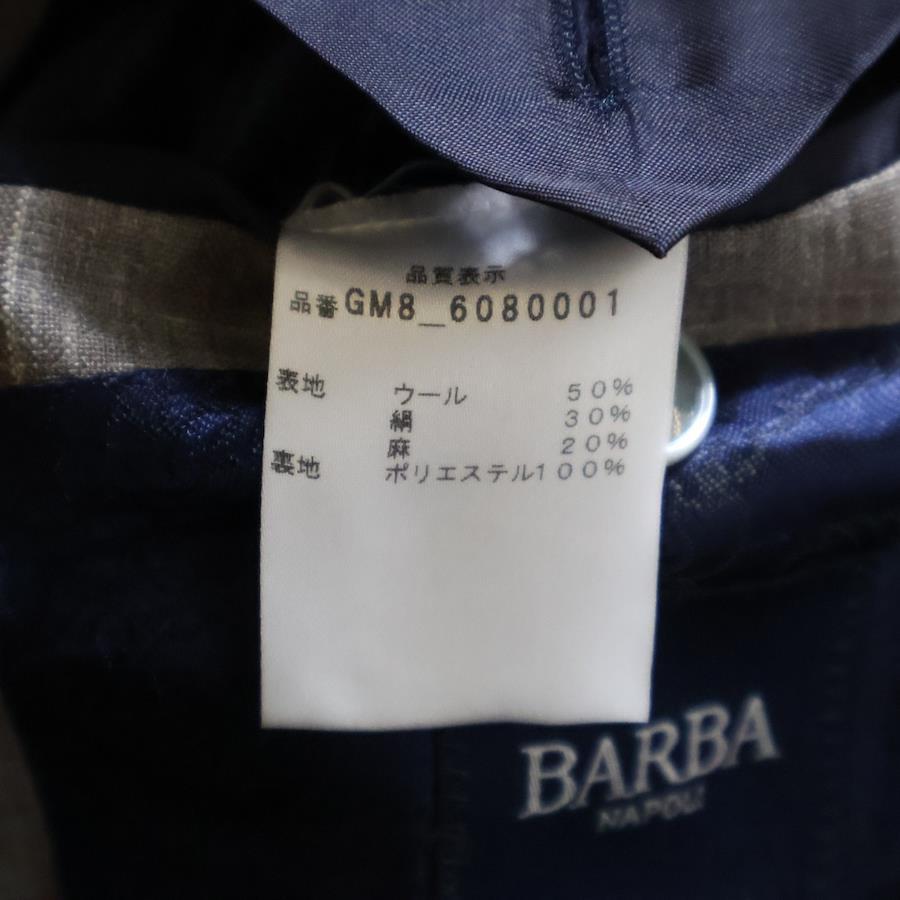 品質表示
品番GM8_6080001
表地 ウール 50%
絹 30%
麻 20%
裏地 ポリエステル100%
BARBA
NAPOLI